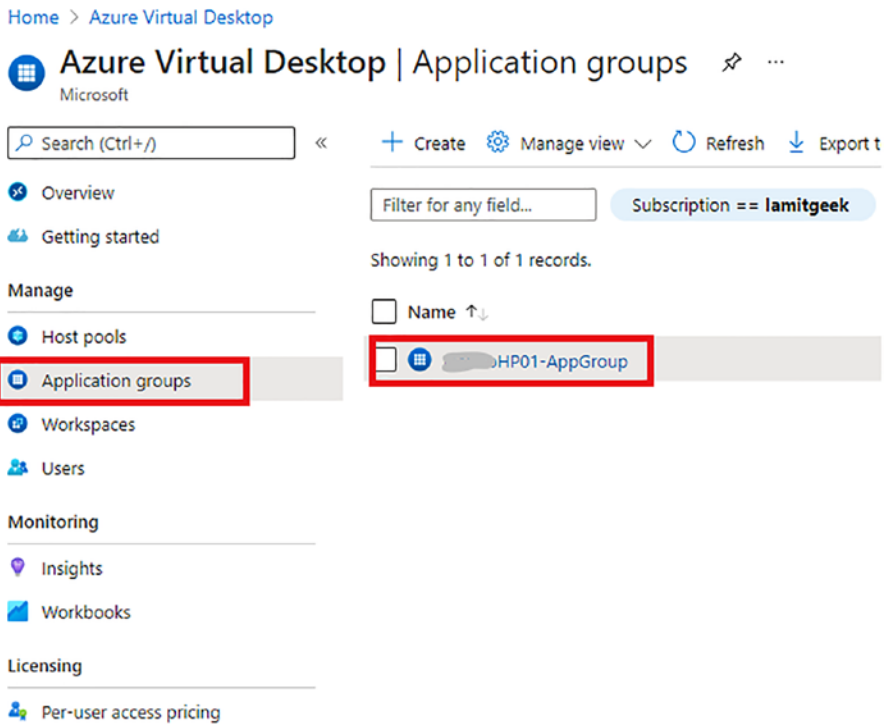 Home > Azure Virtual Desktop
Azure Virtual Desktop | Application groups ...
Microsoft
Search (Ctrl+/) «
Create Manage view Refresh Export t
Overview
Filter for any field... Subscription == lamitgeek
Getting started
Showing 1 to 1 of 1 records.
Manage
Name ↑↓
Host pools
HP01-AppGroup
Application groups
Workspaces
Users
Monitoring
Insights
Workbooks
Licensing
Per-user access pricing